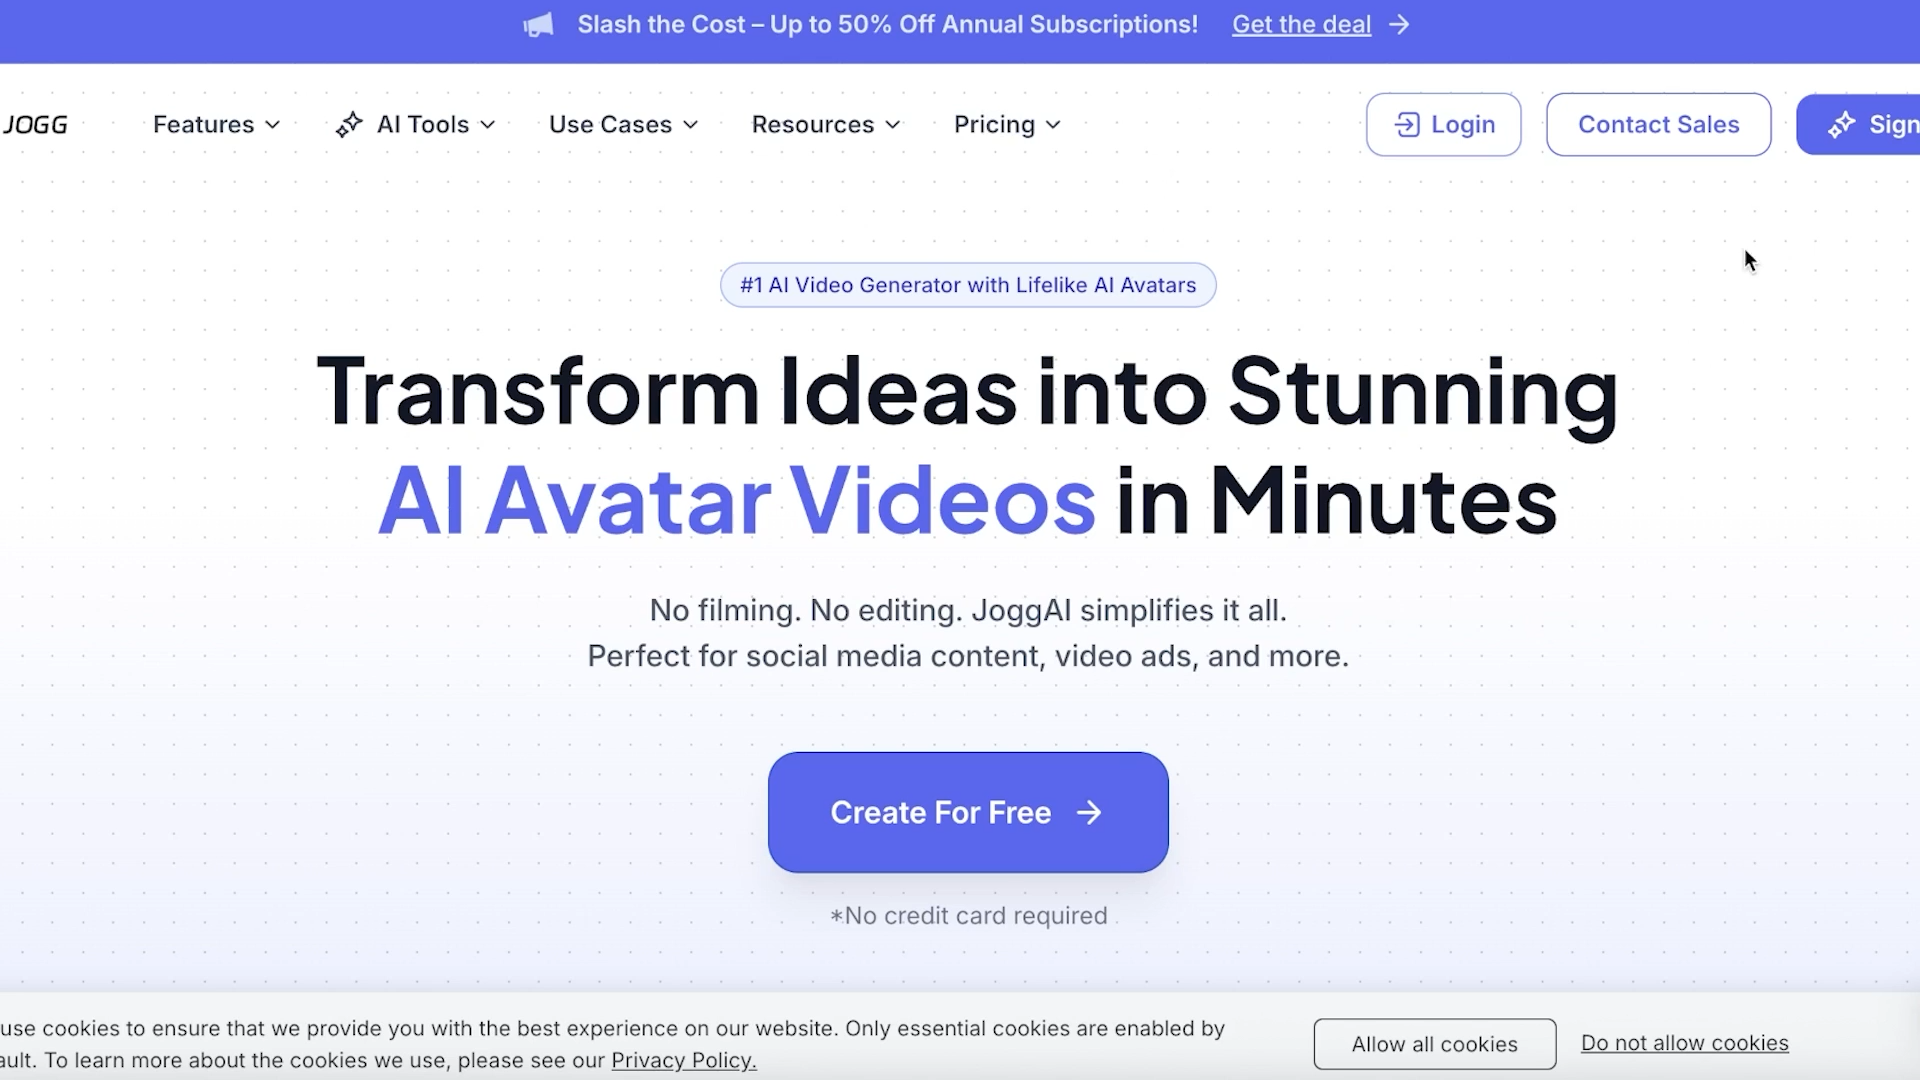 Slash the Cost – Up to 50% Off Annual Subscriptions! Get the deal →
JOGG Features AI Tools Use Cases Resources Pricing Login Contact Sales Sign
#1 AI Video Generator with Lifelike AI Avatars
Transform Ideas into Stunning
AI Avatar Videos in Minutes
No filming. No editing. JoggAI simplifies it all.
Perfect for social media content, video ads, and more.
Create For Free →
*No credit card required
use cookies to ensure that we provide you with the best experience on our website. Only essential cookies are enabled by
ault. To learn more about the cookies we use, please see our Privacy Policy.
Allow all cookies Do not allow cookies